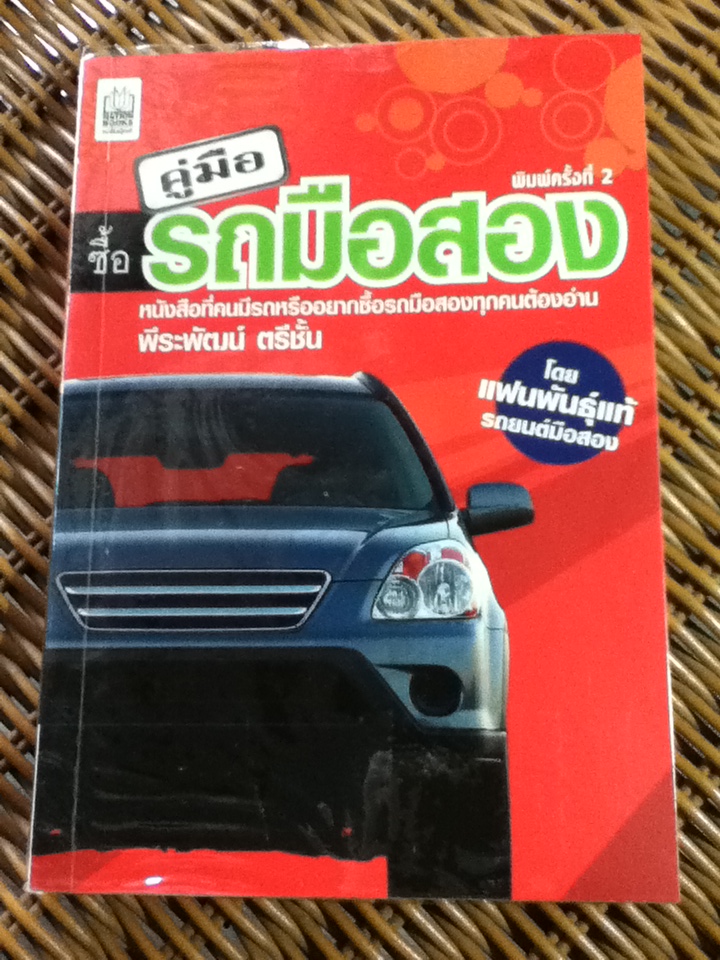 NATION
BOOKS
คู่มือ
พิมพ์ครั้งที่ 2
ซื้อ รถมือสอง
หนังสือที่คนมีรถหรืออยากซื้อรถมือสองทุกคนต้องอ่าน
พีระพัฒน์ ตรีชั้น
โดย
แฟนพันธุ์แท้
รถยนต์มือสอง